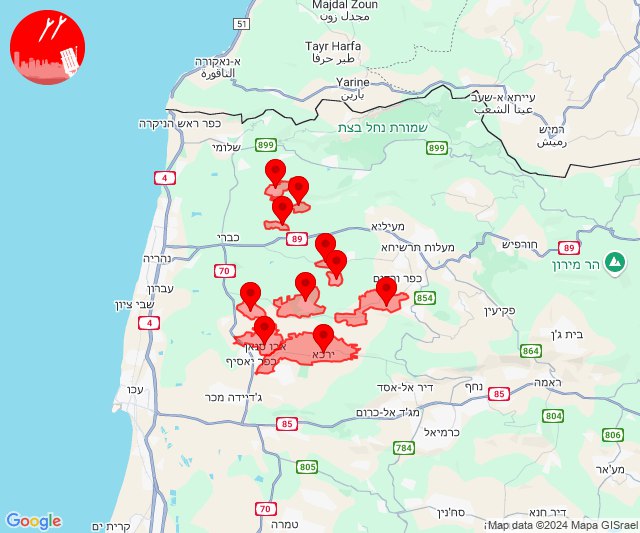 Majdal Zoun
محدل زون
51
Tayr Harfa
طير حرفا
א-נאקורה
الناقورة
Yarine
يارين
עייתא א-שעב
عيتا الشعب
כפר ראש הניקרה
שמורת נחל בצת
רמיש
رميش
899
899
שלומי
4
מעיליא
כברי
89
מעלות תרשיחא
חורפיש
89
נהריה
70
הר מירון
כפר ורדים
עברון
854
שבי ציון
פקיעין
4
בית ג'ן
אבו סנאן
ירכא
864
כפר יאסיף
עכו
דיר אל-אסד
נחף
ראמה
ג'דיידה מכר
85
מג'ד אל-כרום
804
85
כרמיאל
806
784
805
מע'אר
70
סח'נין
דיר חנא
טמרה
קרית ים
Google
Map data ©2024 Mapa GISrael